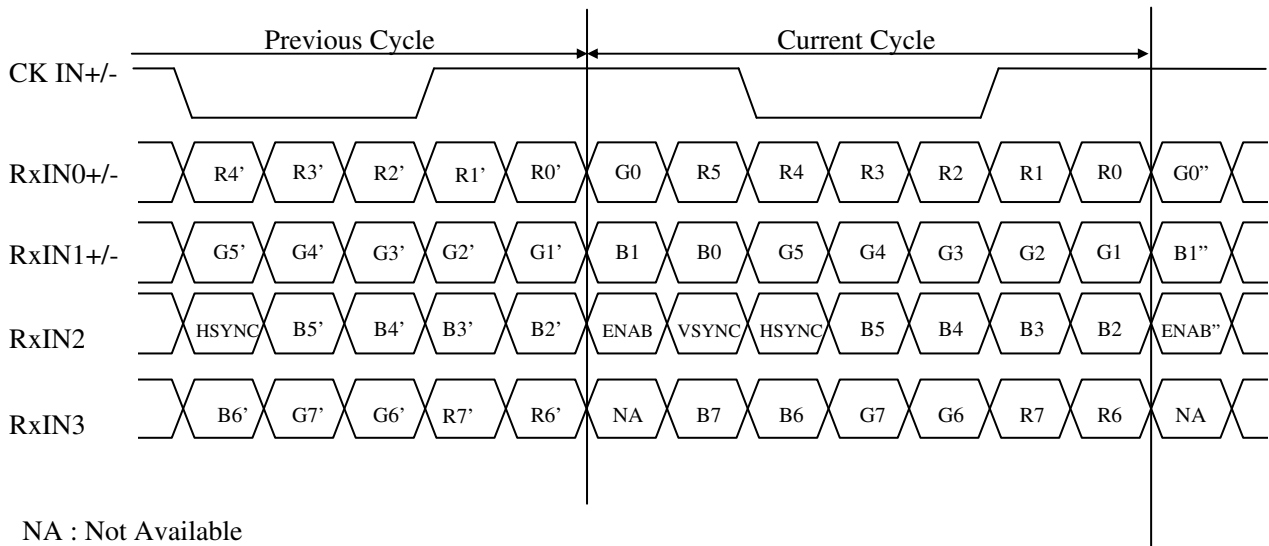 Previous Cycle Current Cycle
CK IN+/-
RxIN0+/- R4’ R3’ R2’ R1’ R0’ G0 R5 R4 R3 R2 R1 R0 G0”
RxIN1+/- G5’ G4’ G3’ G2’ G1’ B1 B0 G5 G4 G3 G2 G1 B1”
RxIN2 HSYNC B5’ B4’ B3’ B2’ ENAB VSYNC HSYNC B5 B4 B3 B2 ENAB”
RxIN3 B6’ G7’ G6’ R7’ R6’ NA B7 B6 G7 G6 R7 R6 NA
NA : Not Available